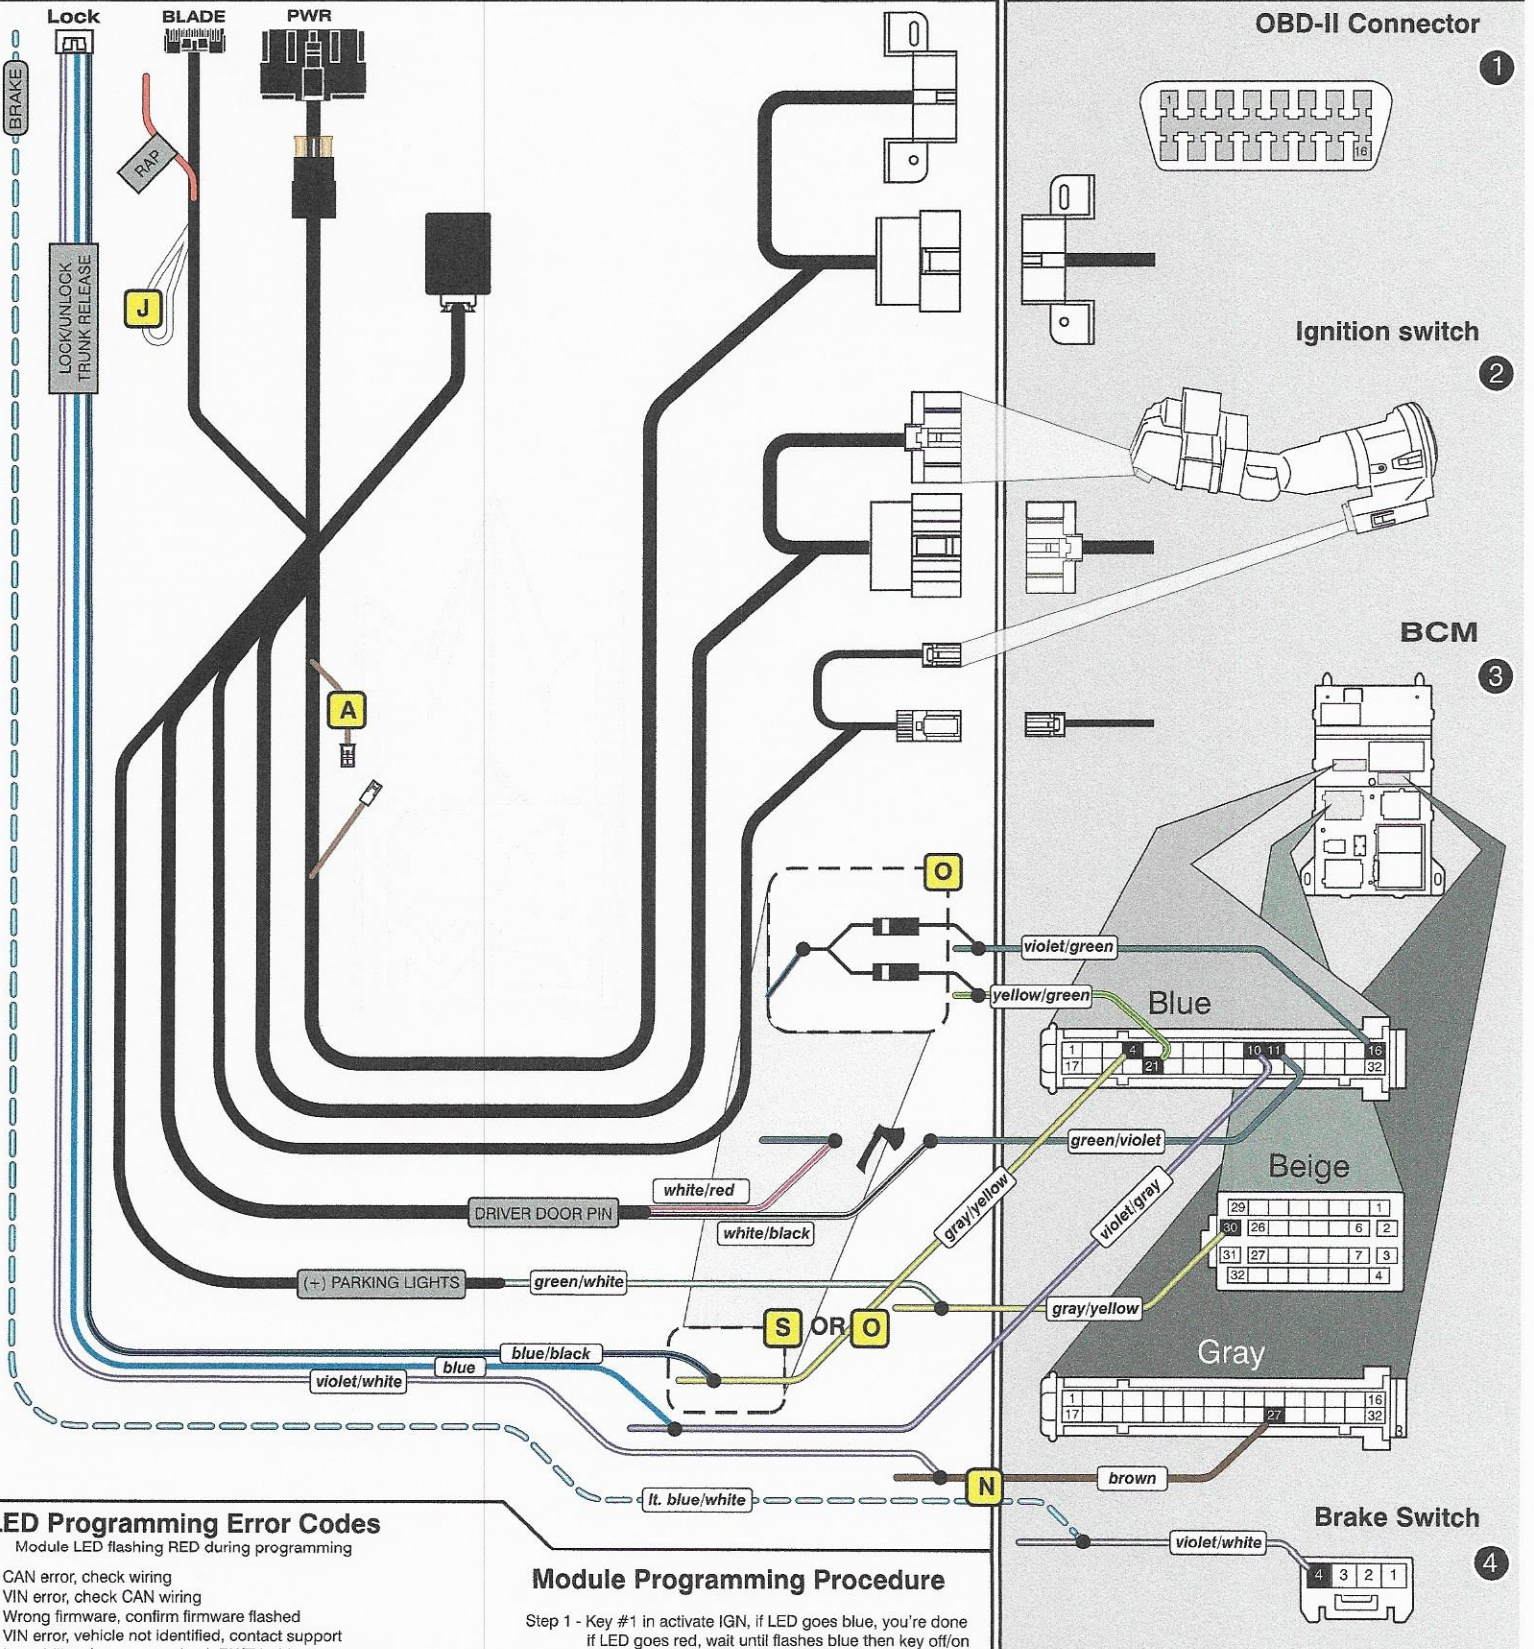 Lock
BLADE
PWR
OBD-II Connector
1
BRAKE
1
16
RAP
LOCK/UNLOCK
TRUNK RELEASE
J
Ignition switch
2
BCM
3
A
O
violet/green
yellow/green
Blue
1
4
10
11
16
17
21
32
green/violet
white/red
DRIVER DOOR PIN
white/black
gray/yellow
violet/gray
Beige
29
1
30
26
6
2
31
27
7
3
32
4
(+) PARKING LIGHTS
green/white
gray/yellow
S OR O
Gray
blue/black
blue
violet/white
1
16
17
27
32
3
N
brown
lt. blue/white
Brake Switch
violet/white
4
4 3 2 1
LED Programming Error Codes
Module LED flashing RED during programming
CAN error, check wiring
VIN error, check CAN wiring
Wrong firmware, confirm firmware flashed
VIN error, vehicle not identified, contact support
Module Programming Procedure
Step 1 - Key #1 in activate IGN, if LED goes blue, you're done
if LED goes red, wait until flashes blue then key off/on